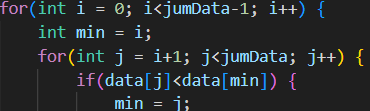 for(int i = 0; i<jumData-1; i++) {
    int min = i;
    for(int j = i+1; j<jumData; j++) {
        if(data[j]<data[min]) {
            min = j;